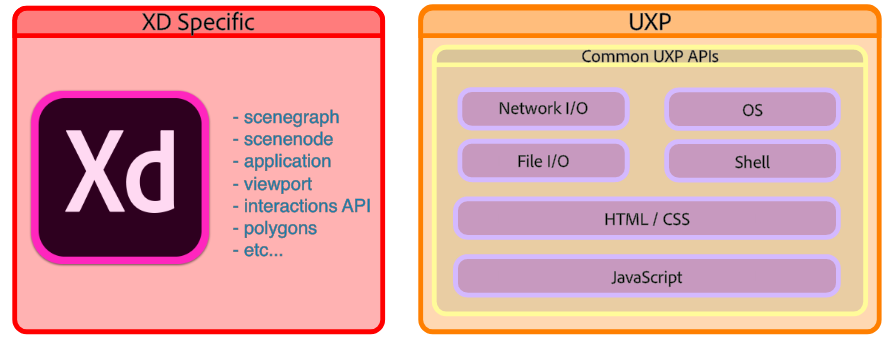 XD Specific
Xd
- scenegraph
- scenenode
- application
- viewport
- interactions API
- polygons
- etc...
UXP
Common UXP APIs
Network I/O
OS
File I/O
Shell
HTML / CSS
JavaScript